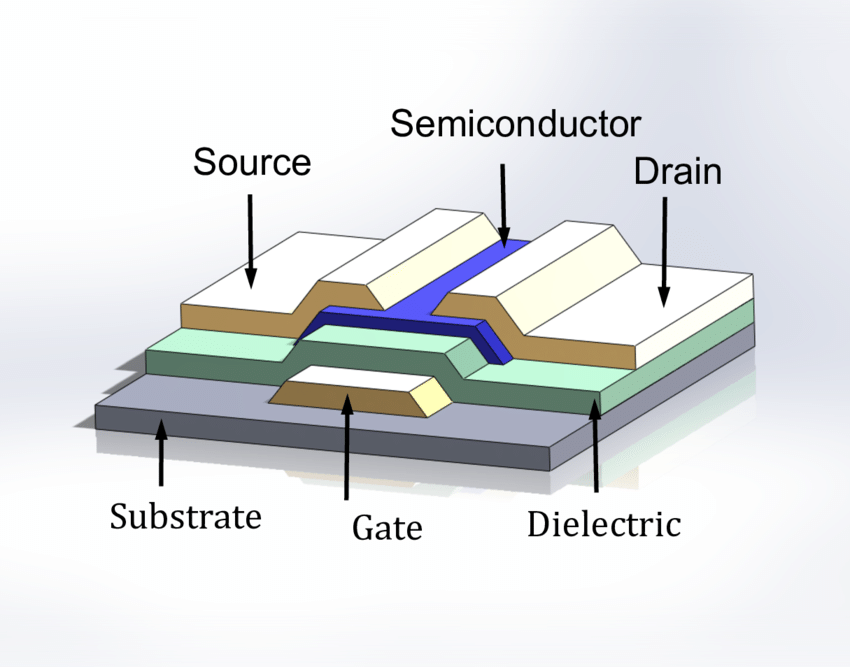 Semiconductor
Source
Drain
Substrate
Gate
Dielectric